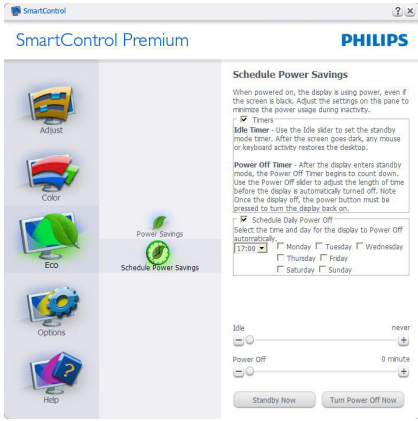 SmartControl
SmartControl Premium
PHILIPS
Adjust
Color
Eco
Options
Help
Power Savings
Schedule Power Savings
Schedule Power Savings
When powered on, the display is using power, even if
the screen is black. Adjust the settings on this pane to
minimize the power usage during inactivity.
Timers
Idle Timer - Use the Idle slider to set the standby
mode timer. After the screen goes dark, any mouse
or keyboard activity restores the desktop.
Power Off Timer - After the display enters standby
mode, the Power Off Timer begins to count down.
Use the Power Off slider to adjust the length of time
before the display is automatically turned off. Note
Once the display off, the power button must be
pressed to turn the display back on.
Schedule Daily Power Off
Select the time and day for the display to Power Off
automatically.
17:00 Monday Tuesday Wednesday
Thursday Friday
Saturday Sunday
Idle never
Power Off 0 minute
Standby Now Turn Power Off Now